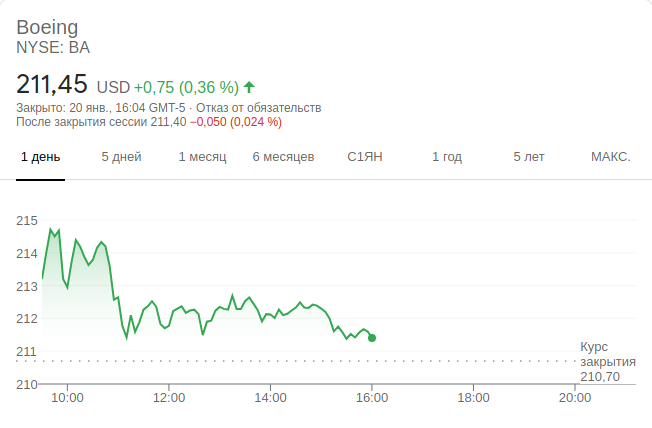 Boeing
NYSE: BA
211,45 USD +0,75 (0,36 %)
Закрыто: 20 янв., 16:04 GMT-5 · Отказ от обязательств
После закрытия сессии 211,40 −0,050 (0,024 %)
1 день 5 дней 1 месяц 6 месяцев С1ЯН 1 год 5 лет МАКС.
215
214
213
212
211
210
Курс
закрытия
210,70
10:00 12:00 14:00 16:00 18:00 20:00